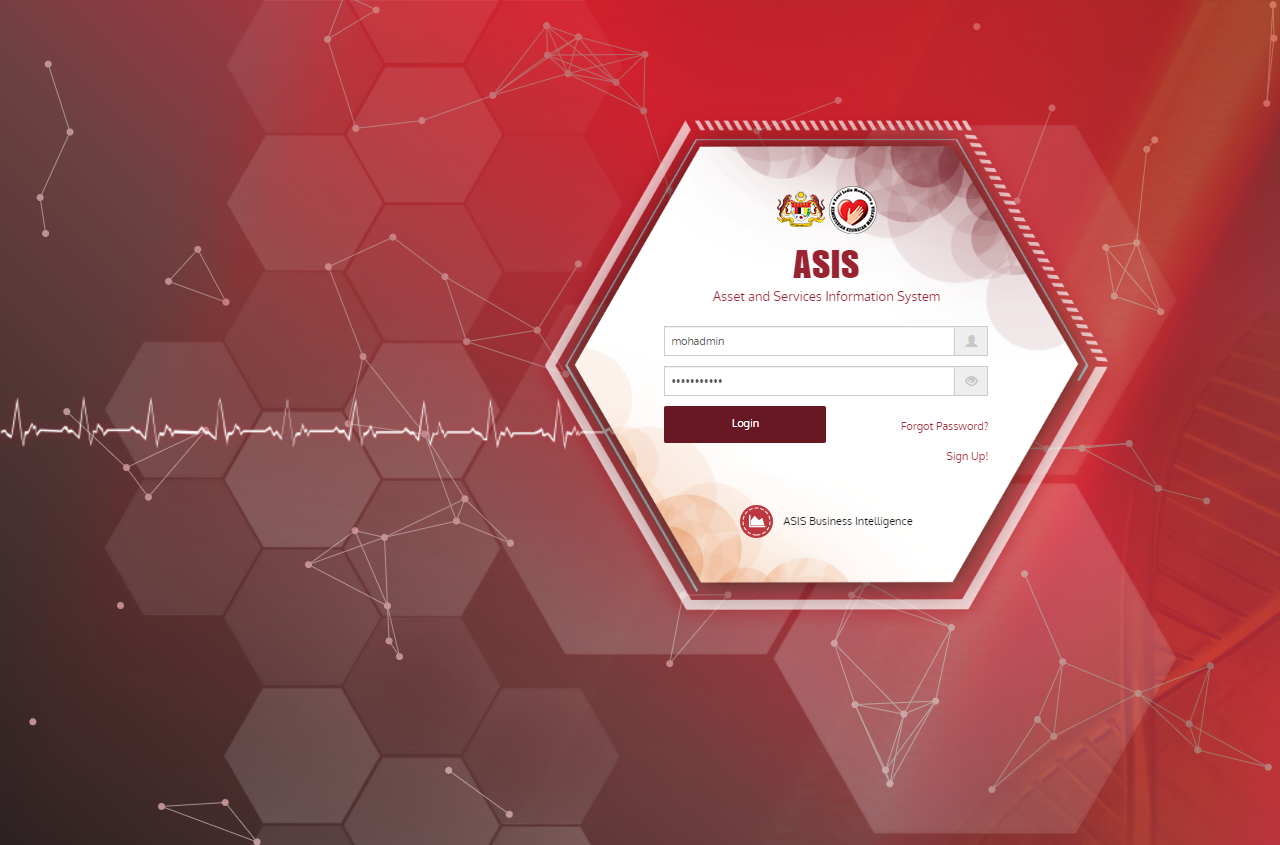 ASIS
Asset and Services Information System
mohadmin
•••••••••••
Login
Forgot Password?
Sign Up!
ASIS Business Intelligence